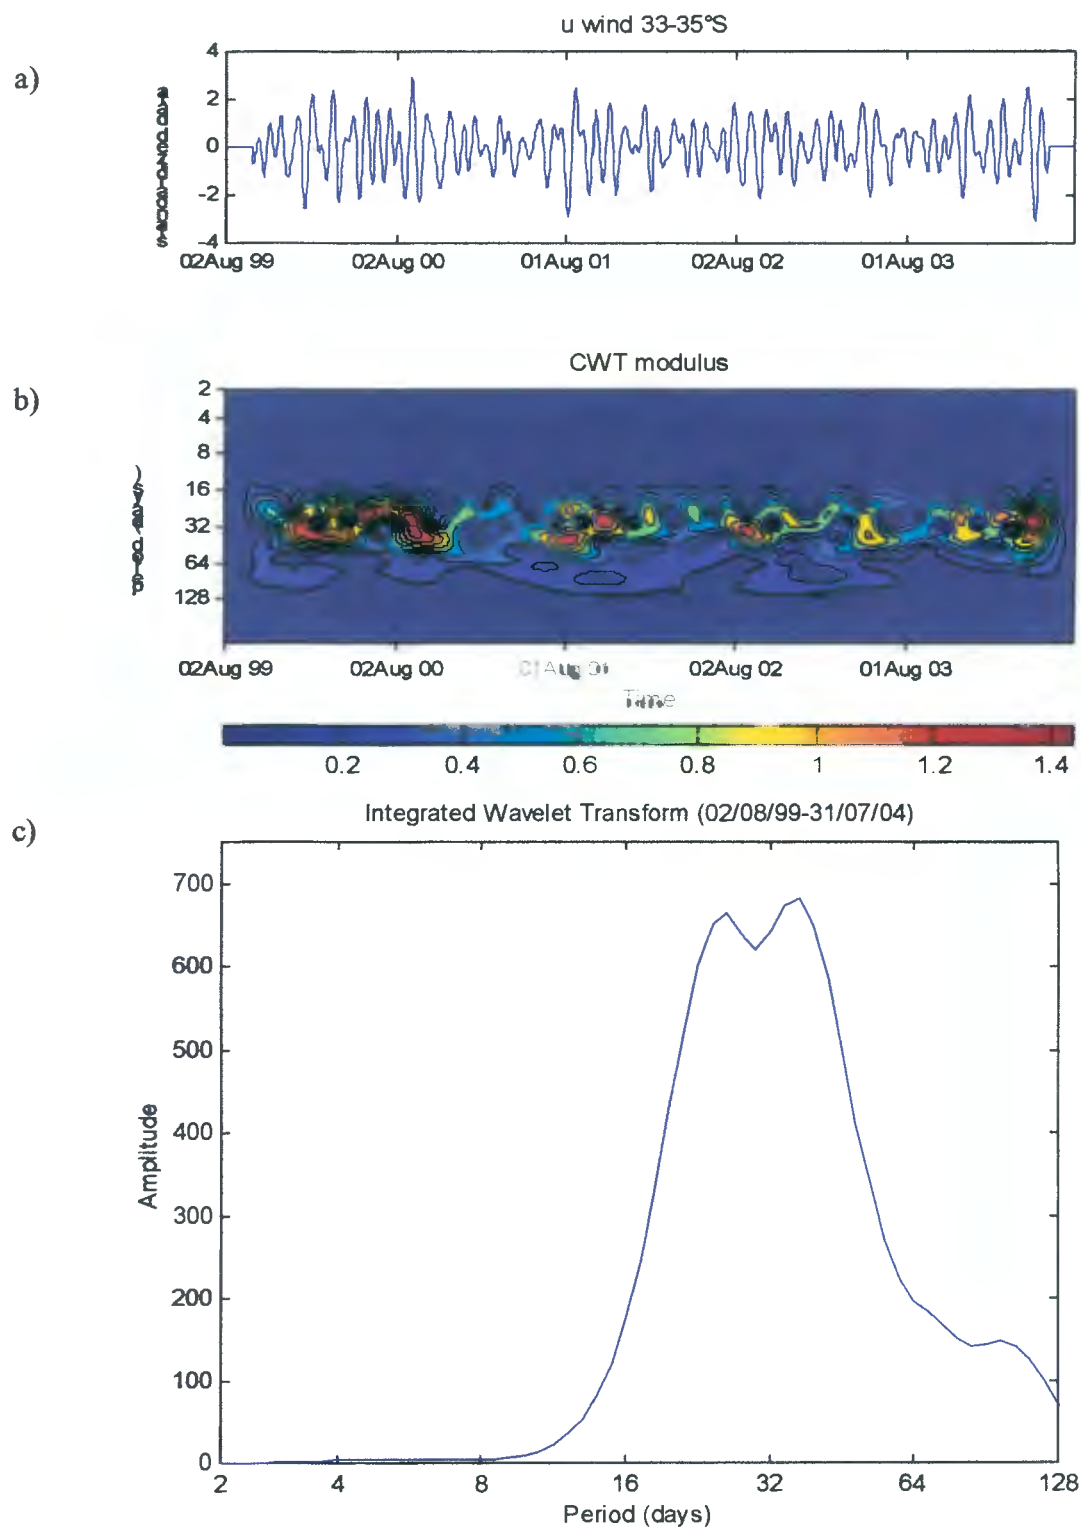 u wind 33-35°S
a)
4
2
0
-2
-4
02Aug 99 02Aug 00 01Aug 01 02Aug 02 01Aug 03
CWT modulus
b)
2
4
8
16
32
64
128
02Aug 99 02Aug 00 01Aug 01 02Aug 02 01Aug 03
Time
0.2 0.4 0.6 0.8 1 1.2 1.4
Integrated Wavelet Transform (02/08/99-31/07/04)
c)
700
600
500
400
300
200
100
0
Amplitude
2 4 8 16 32 64 128
Period (days)